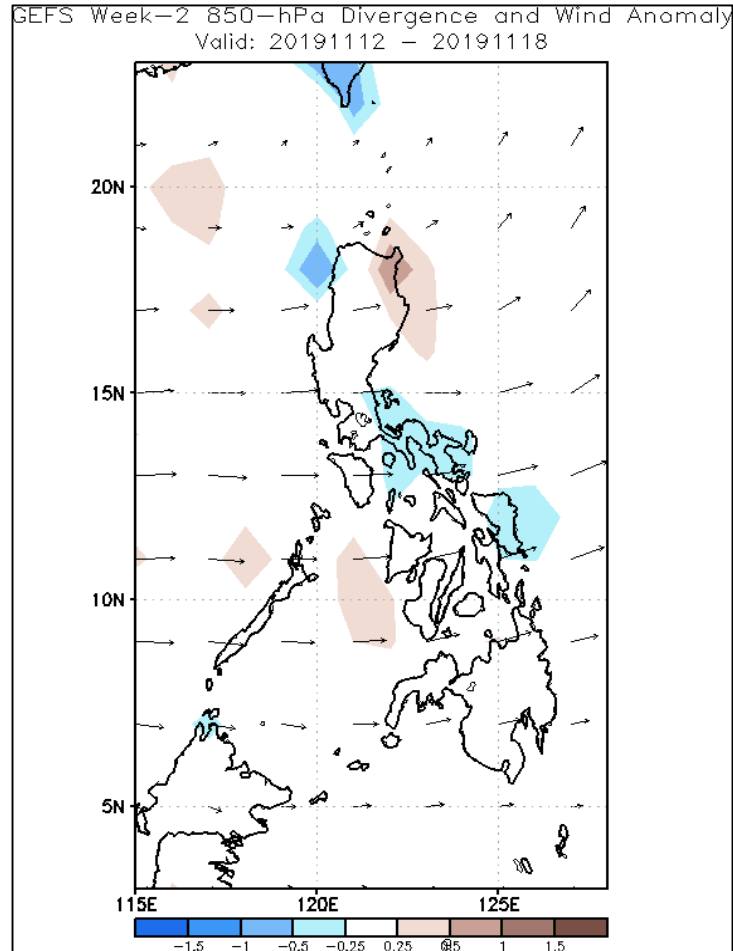 GEFS Week-2 850-hPa Divergence and Wind Anomaly
Valid: 20191112 - 20191118
20N
15N
10N
5N
115E 120E 125E
-1.5 -1 -0.5 -0.25 0.25 1 1.5